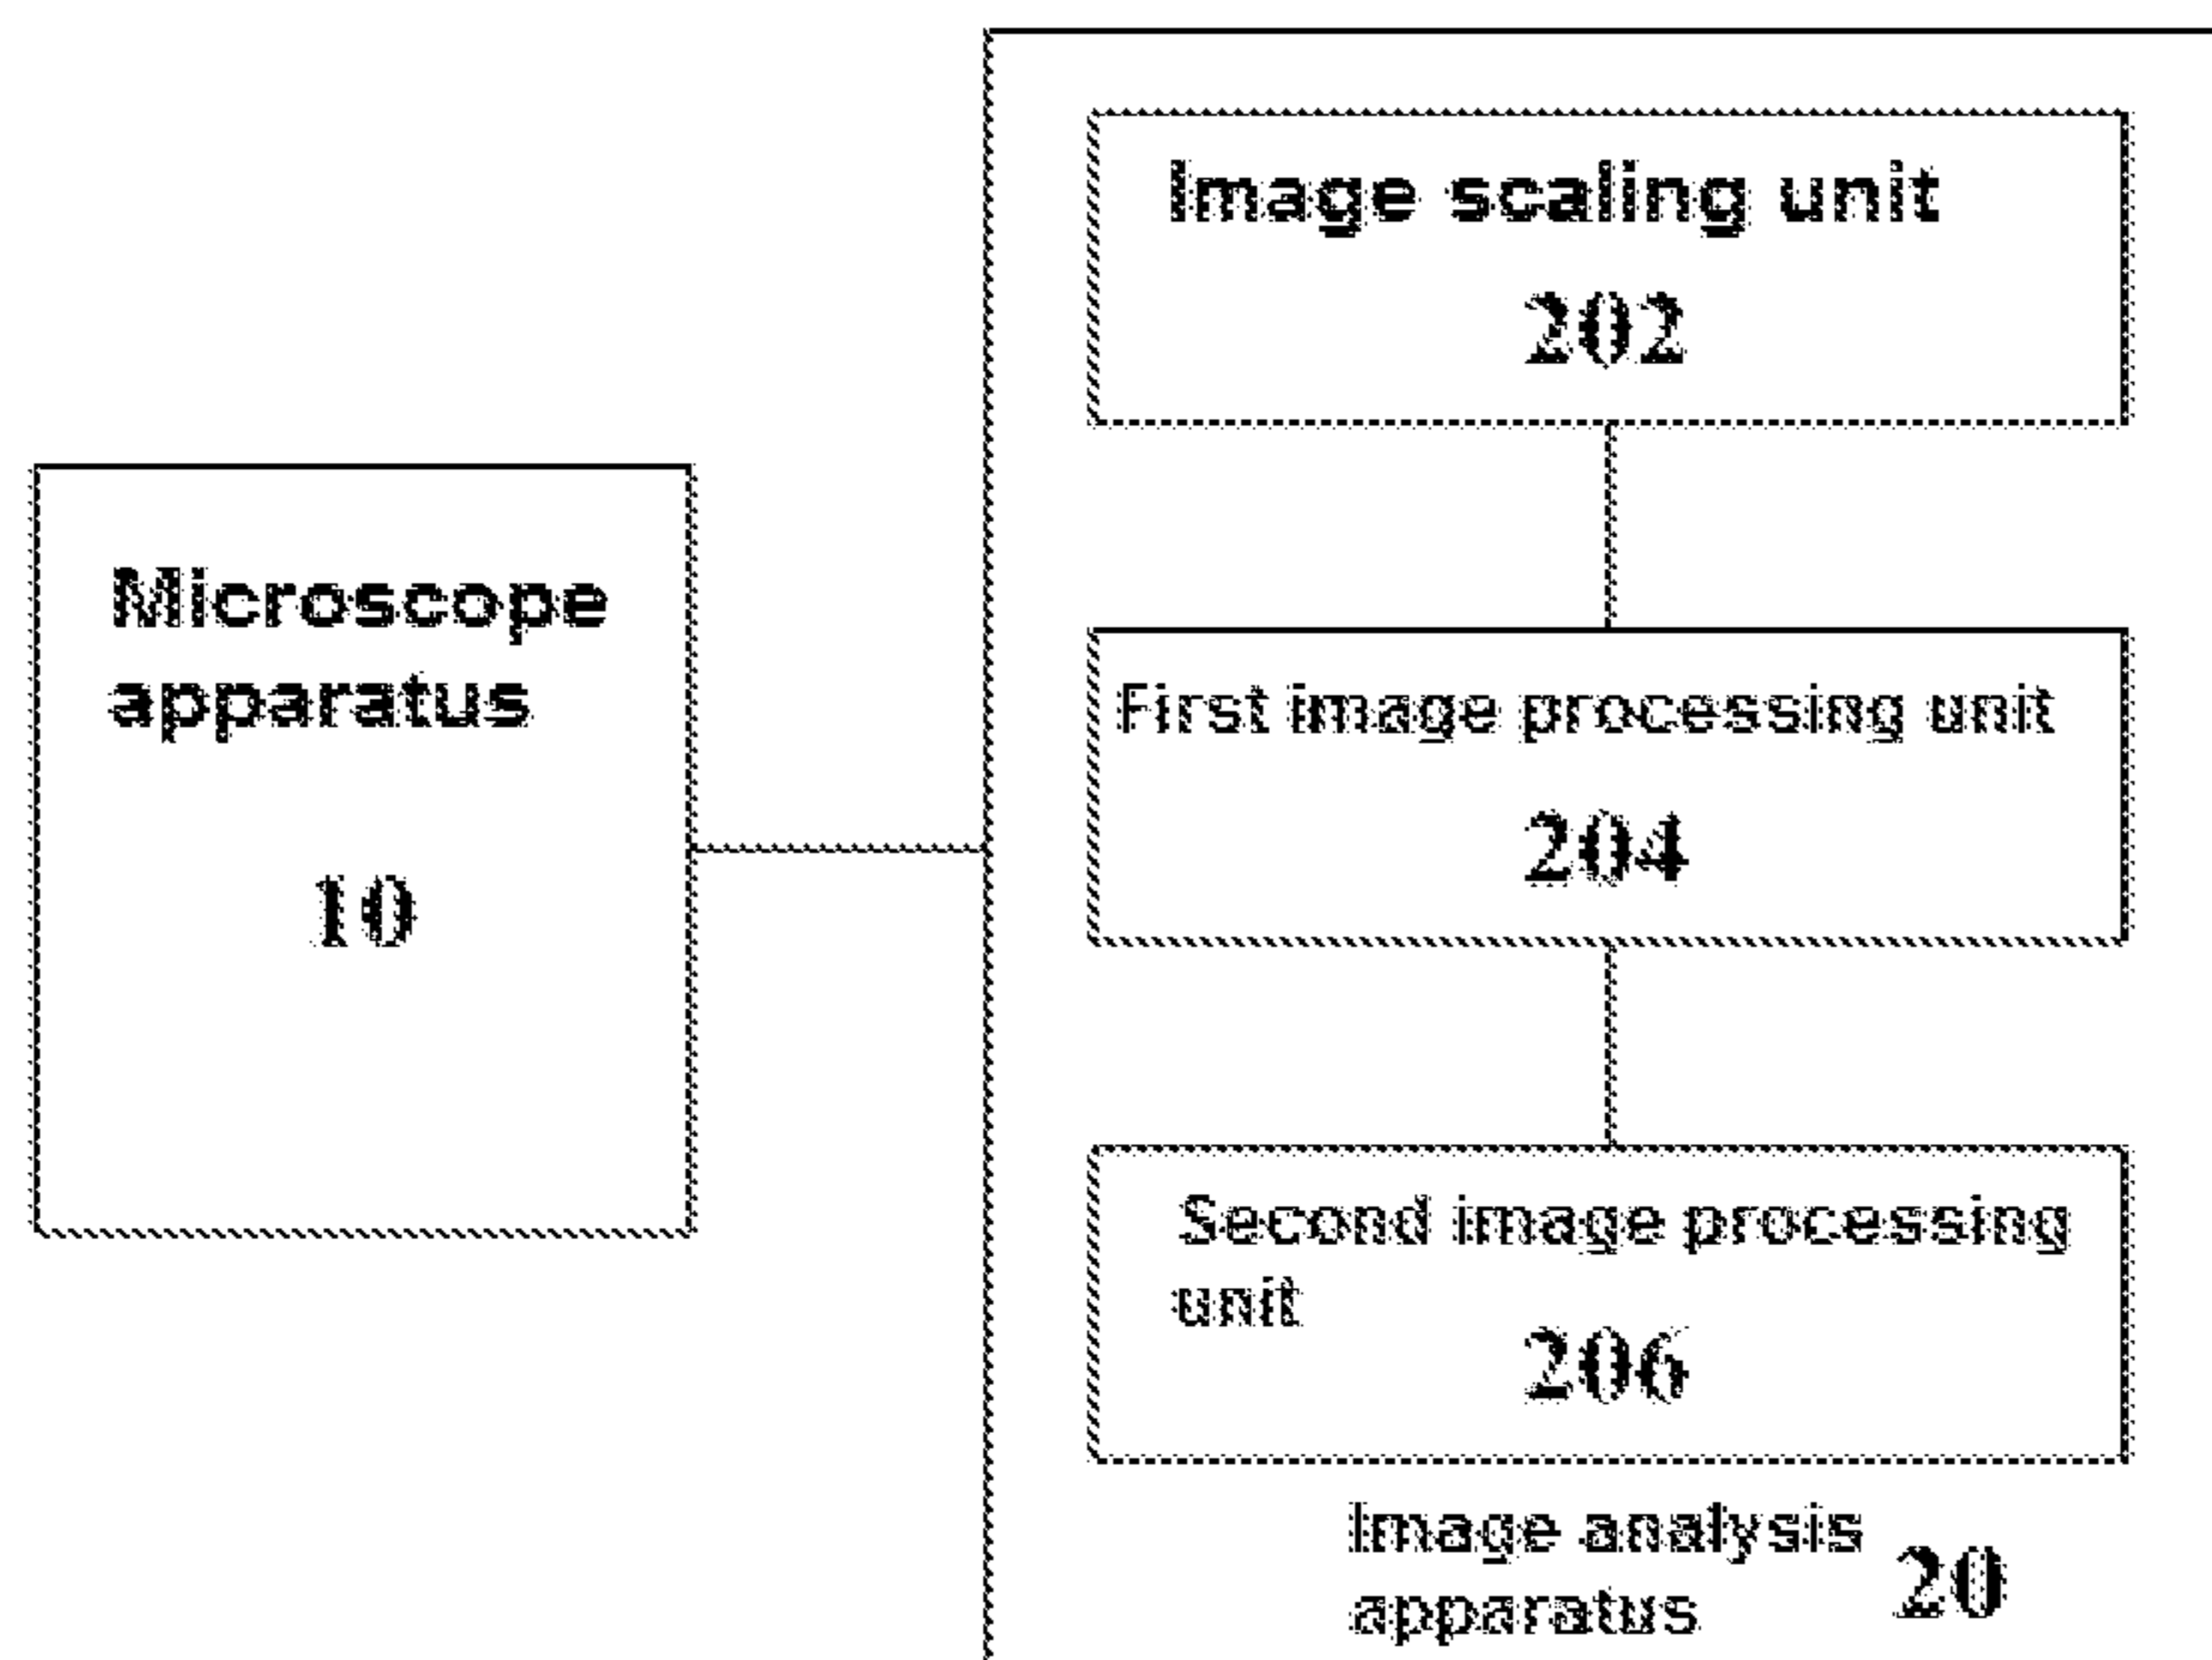 Microscope
apparatus
10
Image scaling unit
202
First image processing unit
204
Second image processing
unit
206
Image analysis
apparatus
20